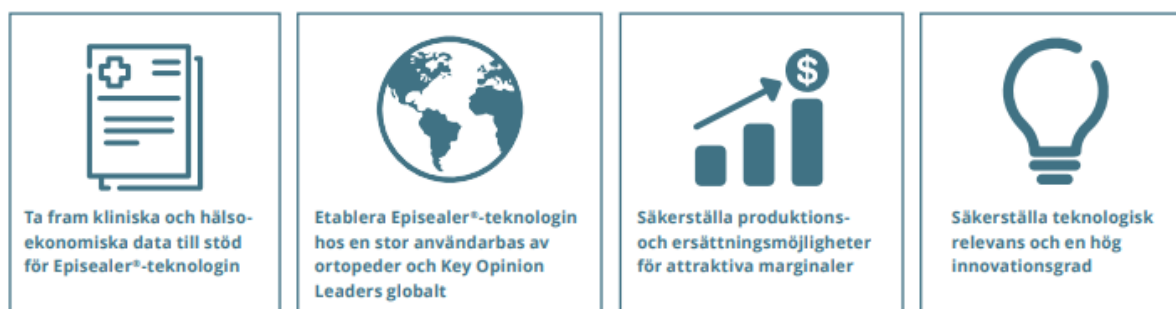 $
Ta fram kliniska och hälso-
ekonomiska data till stöd
för Episealer®-teknologin
Etablera Episealer®-teknologin
hos en stor användarbas av
ortopeder och Key Opinion
Leaders globalt
Säkerställa produktions-
och ersättningsmöjligheter
för attraktiva marginaler
Säkerställa teknologisk
relevans och en hög
innovationsgrad